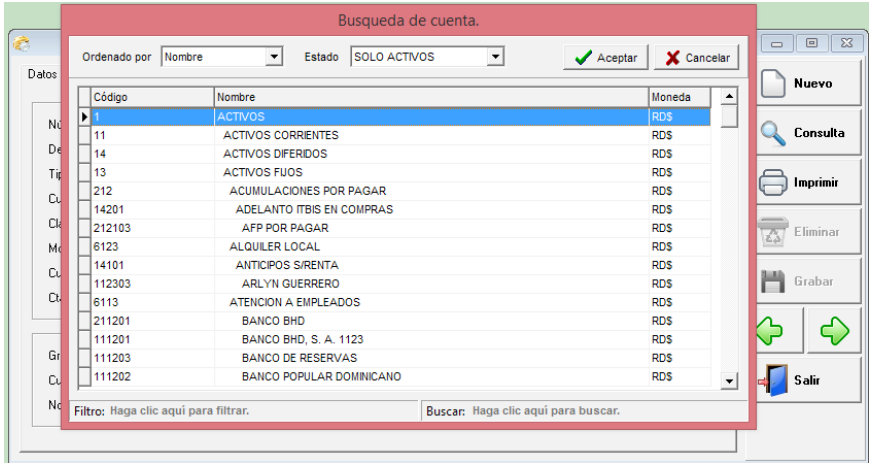 Busqueda de cuenta.
Ordenado por Nombre Estado SOLO ACTIVOS Aceptar Cancelar
Datos
Código Nombre Moneda
1 ACTIVOS RD$
11 ACTIVOS CORRIENTES RD$
14 ACTIVOS DIFERIDOS RD$
13 ACTIVOS FIJOS RD$
212 ACUMULACIONES POR PAGAR RD$
14201 ADELANTO ITBIS EN COMPRAS RD$
212103 AFP POR PAGAR RD$
6123 ALQUILER LOCAL RD$
14101 ANTICIPOS S/RENTA RD$
112303 ARLYN GUERRERO RD$
6113 ATENCION A EMPLEADOS RD$
211201 BANCO BHD RD$
111201 BANCO BHD, S. A. 1123 RD$
111203 BANCO DE RESERVAS RD$
111202 BANCO POPULAR DOMINICANO RD$
Filtro: Haga clic aquí para filtrar. Buscar: Haga clic aquí para buscar.
Nuevo
Consulta
Imprimir
Eliminar
Grabar
Salir